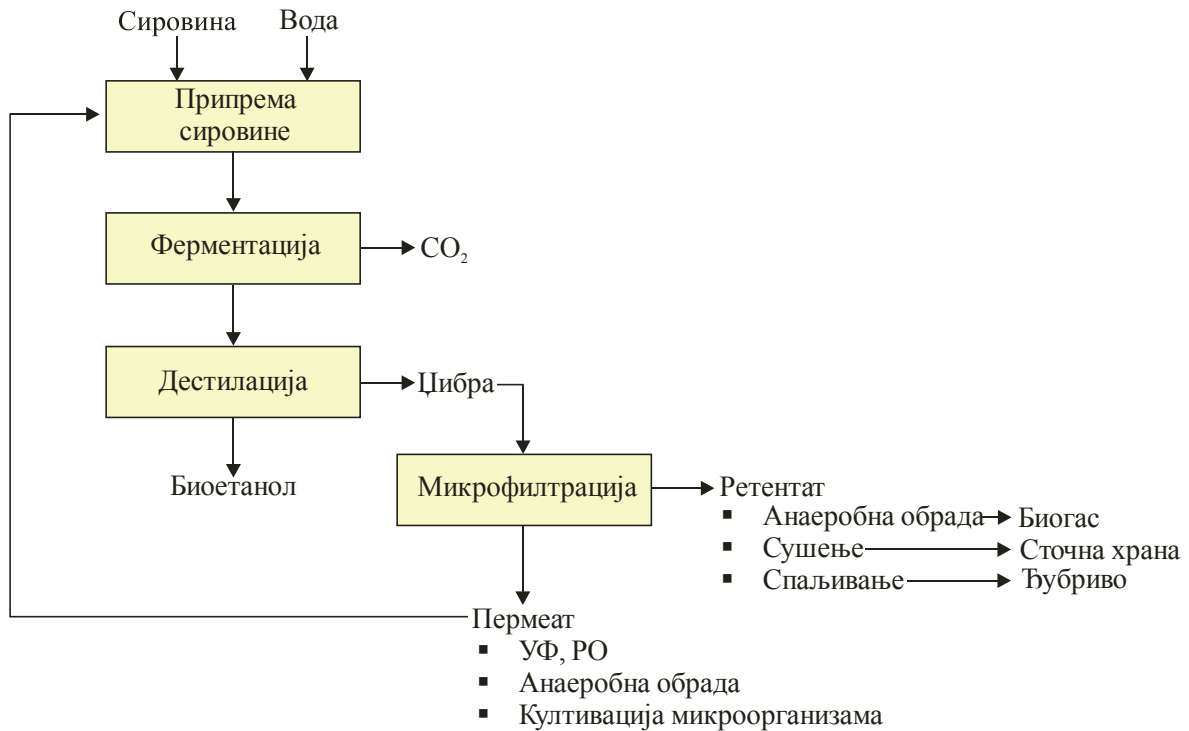 Сировина
Вода
Припрема
сировине
Ферментација
CO₂
Дестилација
Џибра
Биоетанол
Микрофилтрација
Ретентат
▪ Анаеробна обрада
Биогас
▪ Сушење
Сточна храна
▪ Спаљивање
Ђубриво
Пермеат
▪ УФ, РО
▪ Анаеробна обрада
▪ Култивација микроорганизама